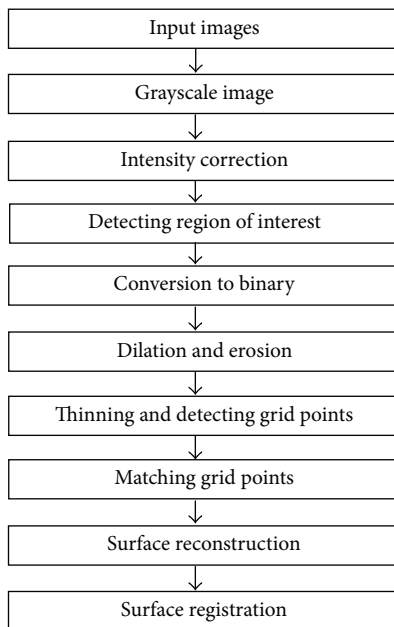 Input images
Grayscale image
Intensity correction
Detecting region of interest
Conversion to binary
Dilation and erosion
Thinning and detecting grid points
Matching grid points
Surface reconstruction
Surface registration